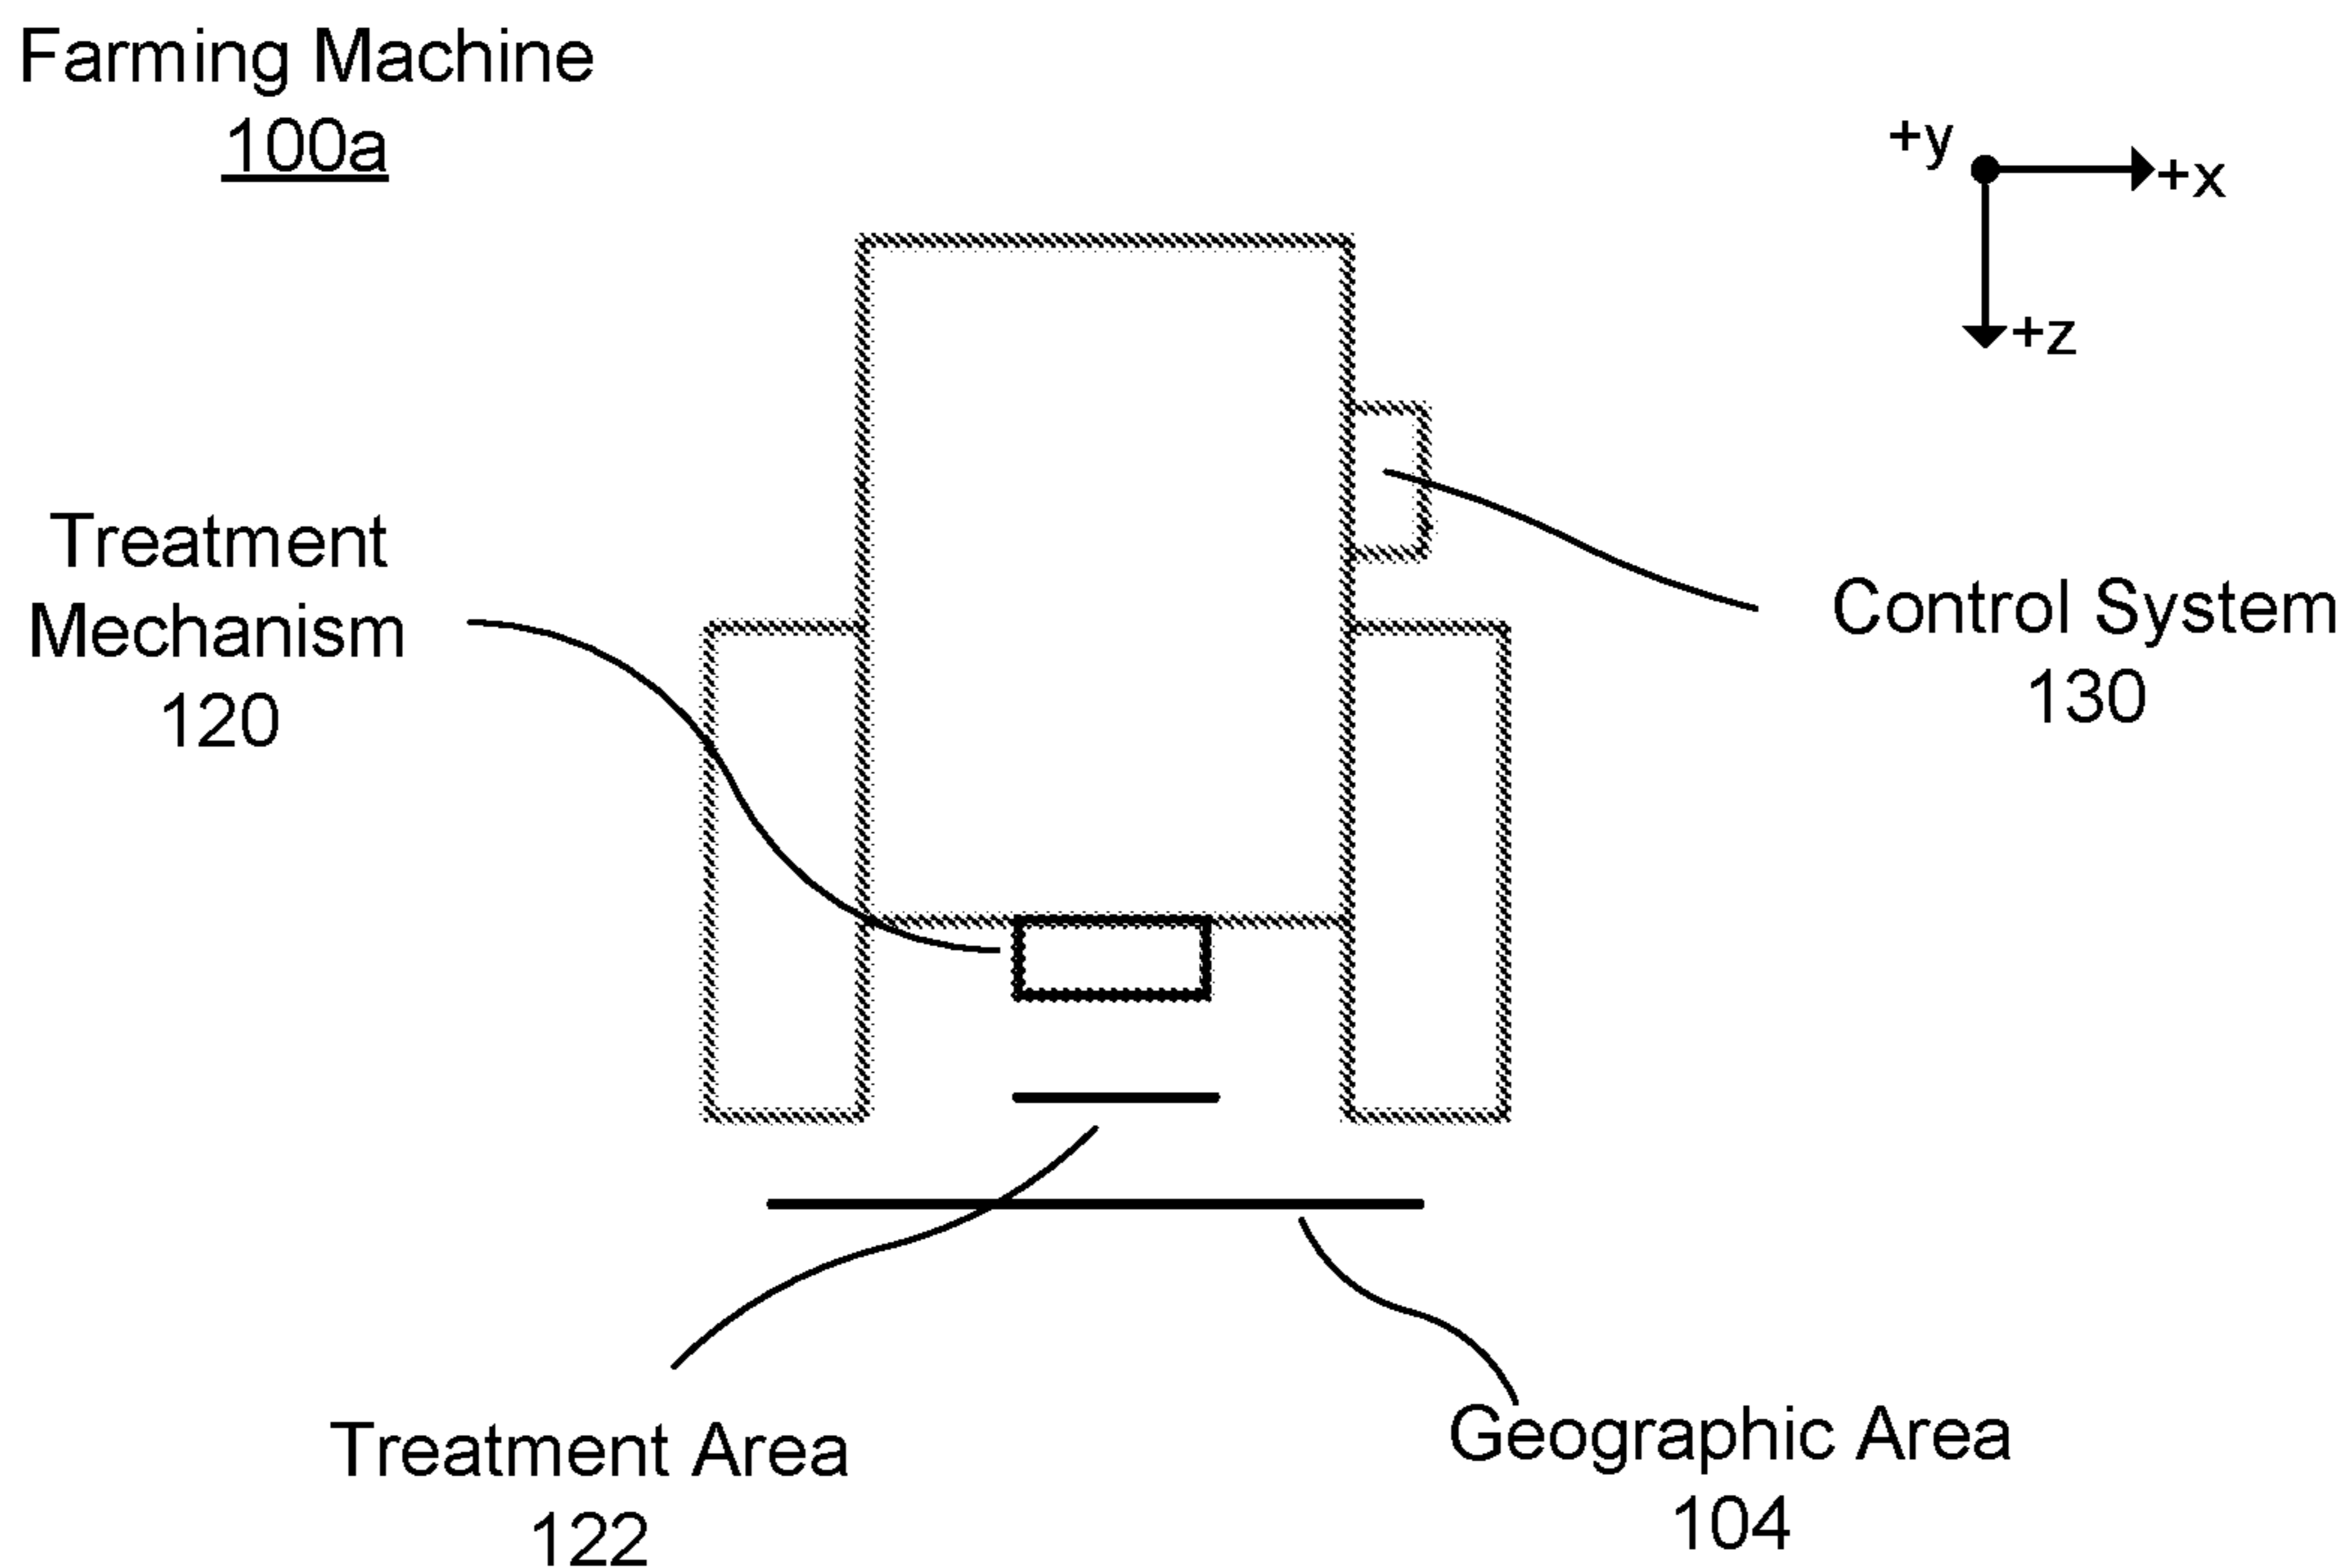 Farming Machine
100a
+y
+x
+z
Treatment
Mechanism
120
Control System
130
Treatment Area
122
Geographic Area
104